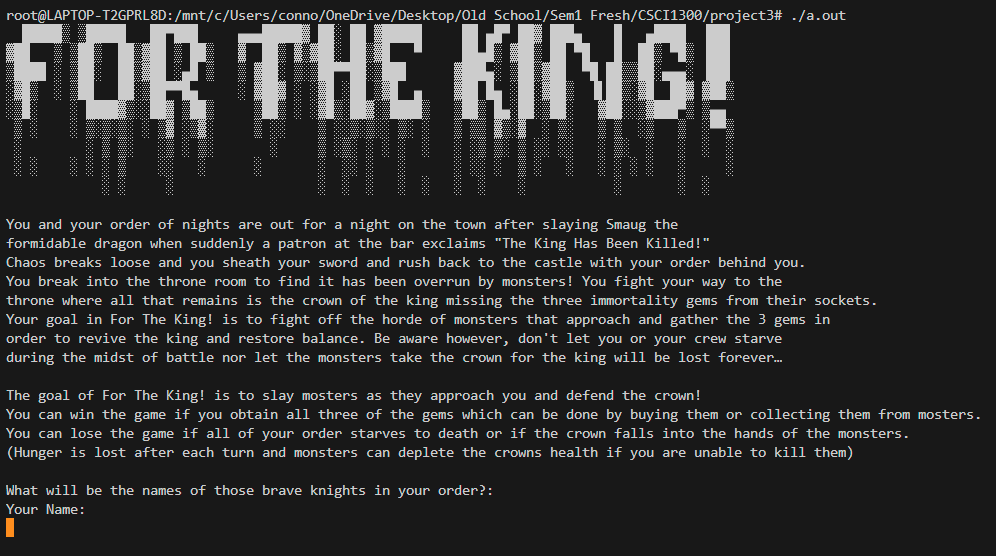 root@LAPTOP-T2GPRL8D:/mnt/c/Users/conno/OneDrive/Desktop/Old School/Sem1 Fresh/CSCI1300/project3# ./a.out
FOR THE KING!
You and your order of nights are out for a night on the town after slaying Smaug the
formidable dragon when suddenly a patron at the bar exclaims "The King Has Been Killed!"
Chaos breaks loose and you sheath your sword and rush back to the castle with your order behind you.
You break into the throne room to find it has been overrun by monsters! You fight your way to the
throne where all that remains is the crown of the king missing the three immortality gems from their sockets.
Your goal in For The King! is to fight off the horde of monsters that approach and gather the 3 gems in
order to revive the king and restore balance. Be aware however, don't let you or your crew starve
during the midst of battle nor let the monsters take the crown for the king will be lost forever…
The goal of For The King! is to slay mosters as they approach you and defend the crown!
You can win the game if you obtain all three of the gems which can be done by buying them or collecting them from mosters.
You can lose the game if all of your order starves to death or if the crown falls into the hands of the monsters.
(Hunger is lost after each turn and monsters can deplete the crowns health if you are unable to kill them)
What will be the names of those brave knights in your order?:
Your Name: